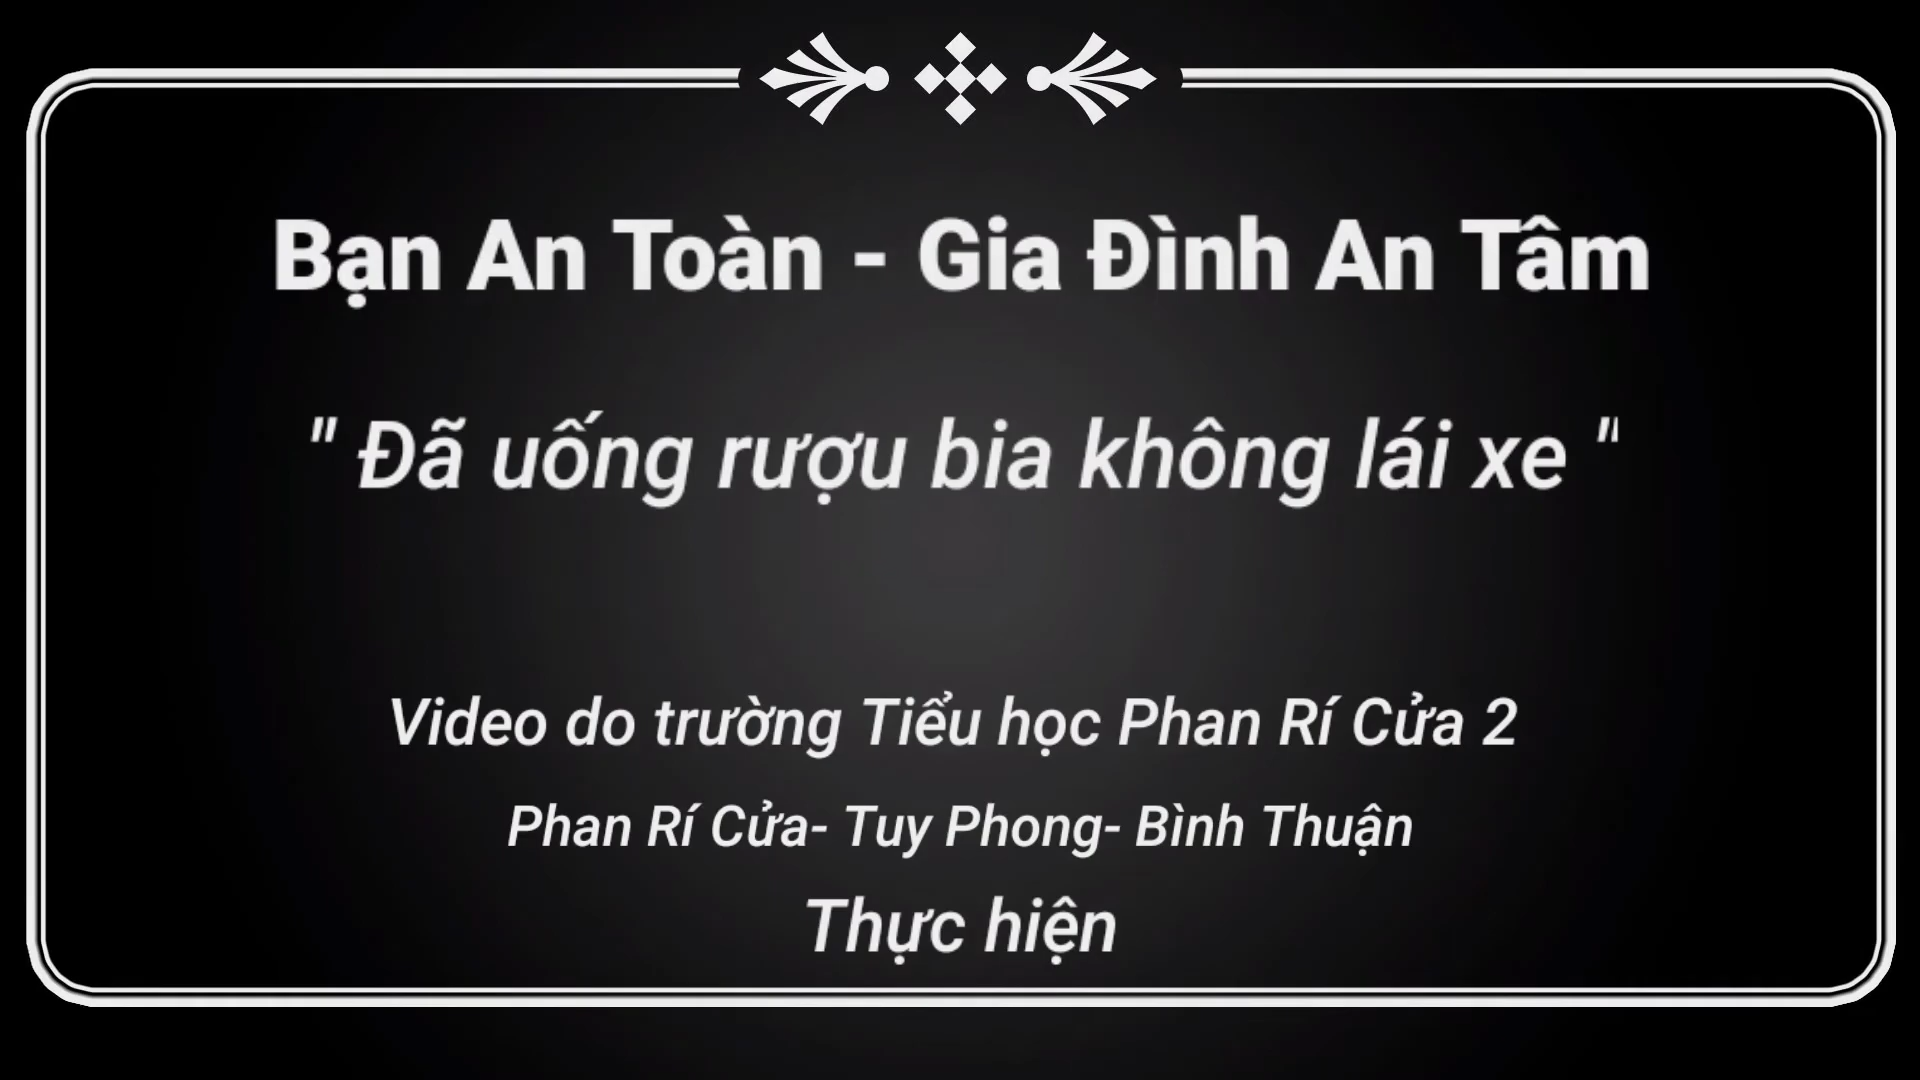 Bạn An Toàn - Gia Đình An Tâm
" Đã uống rượu bia không lái xe "
Video do trường Tiểu học Phan Rí Cửa 2
Phan Rí Cửa- Tuy Phong- Bình Thuận
Thực hiện